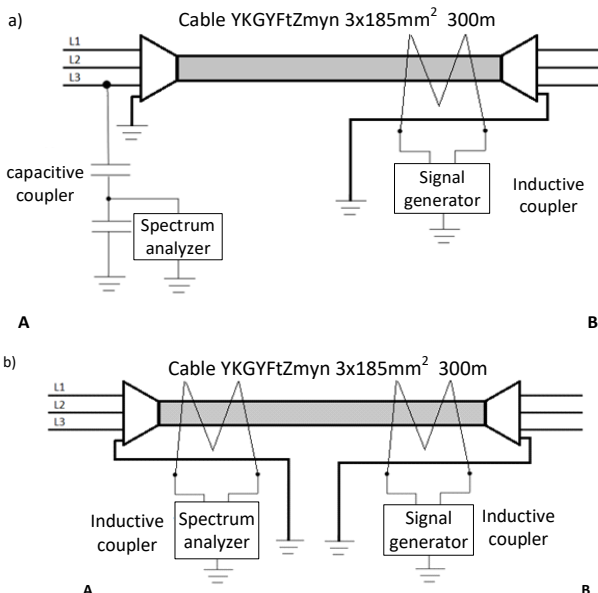 a)
Cable YKGYFtZmyn 3x185mm² 300m
L1
L2
L3
capacitive
coupler
Spectrum
analyzer
Signal
generator
Inductive
coupler
A
B
b)
Cable YKGYFtZmyn 3x185mm² 300m
L1
L2
L3
Inductive
coupler
Spectrum
analyzer
Signal
generator
Inductive
coupler
A
B